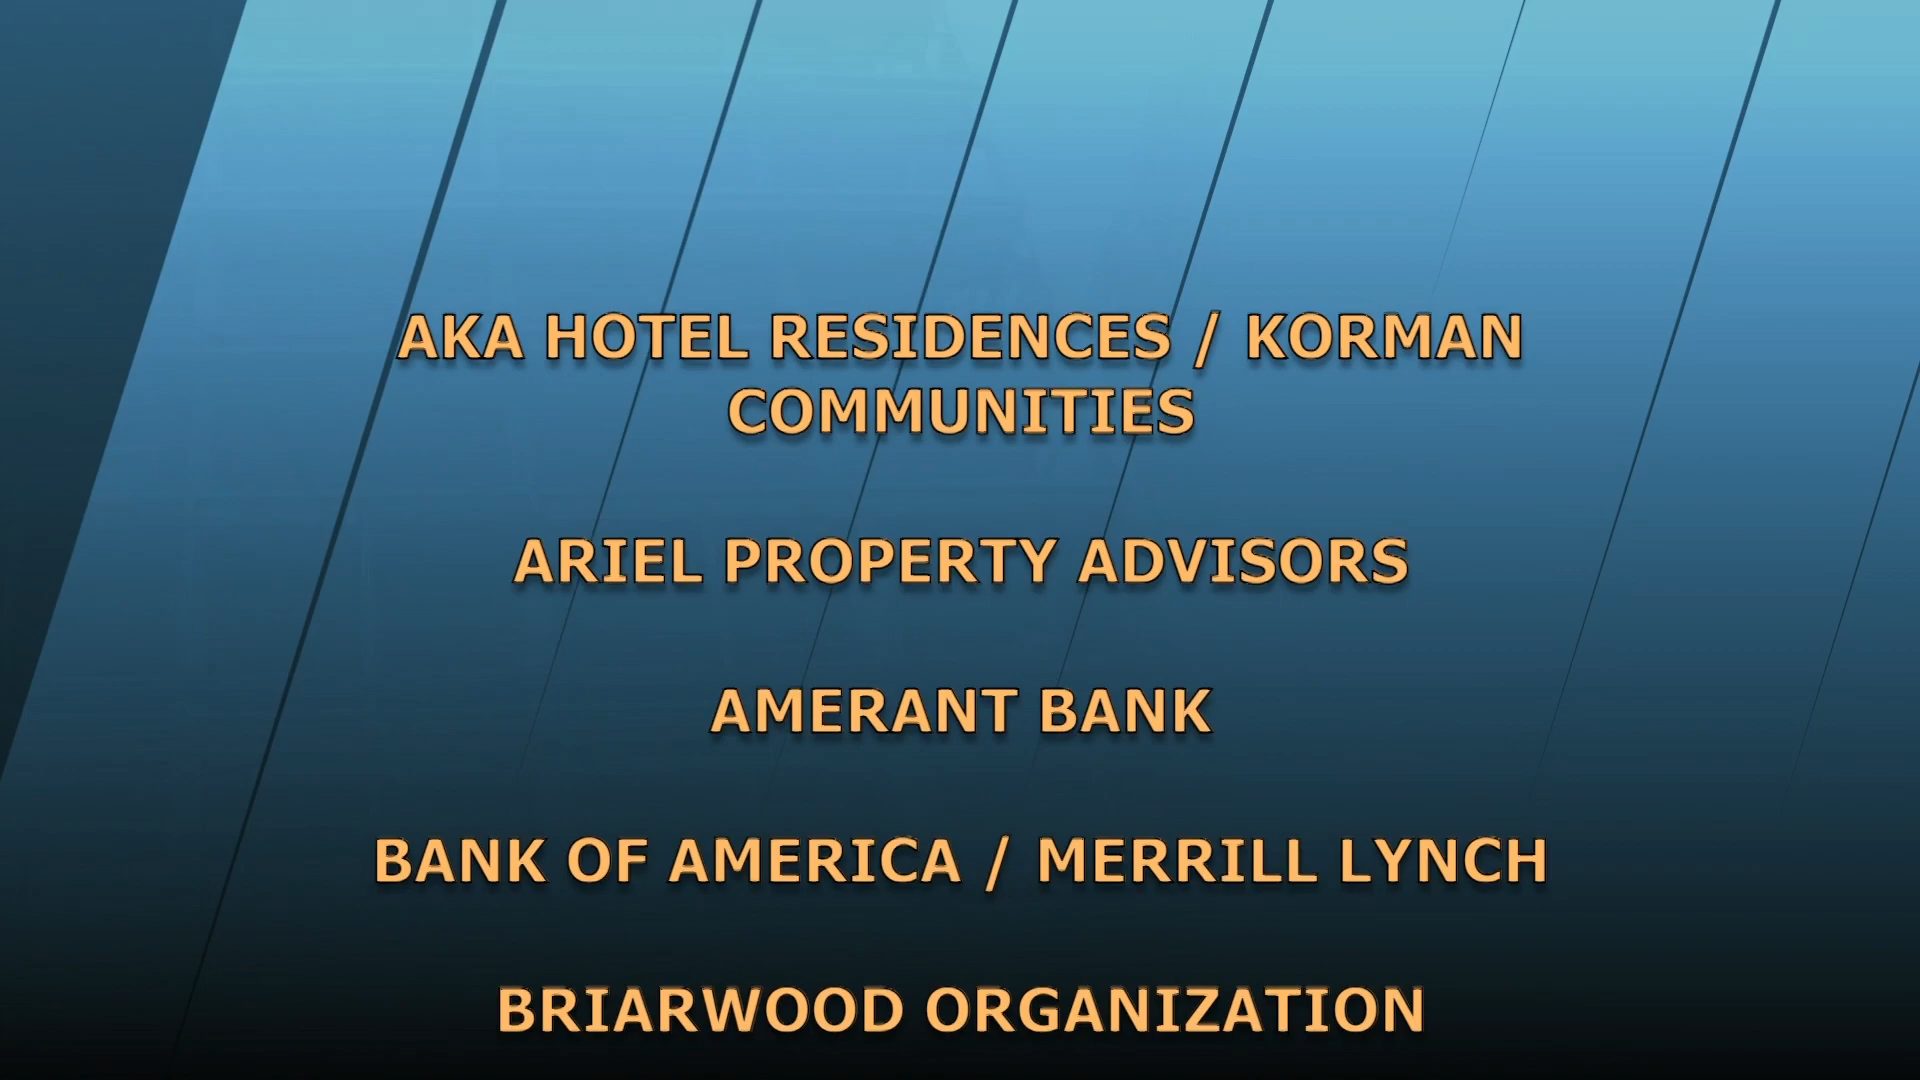 AKA HOTEL RESIDENCES / KORMAN
COMMUNITIES
ARIEL PROPERTY ADVISORS
AMERANT BANK
BANK OF AMERICA / MERRILL LYNCH
BRIARWOOD ORGANIZATION